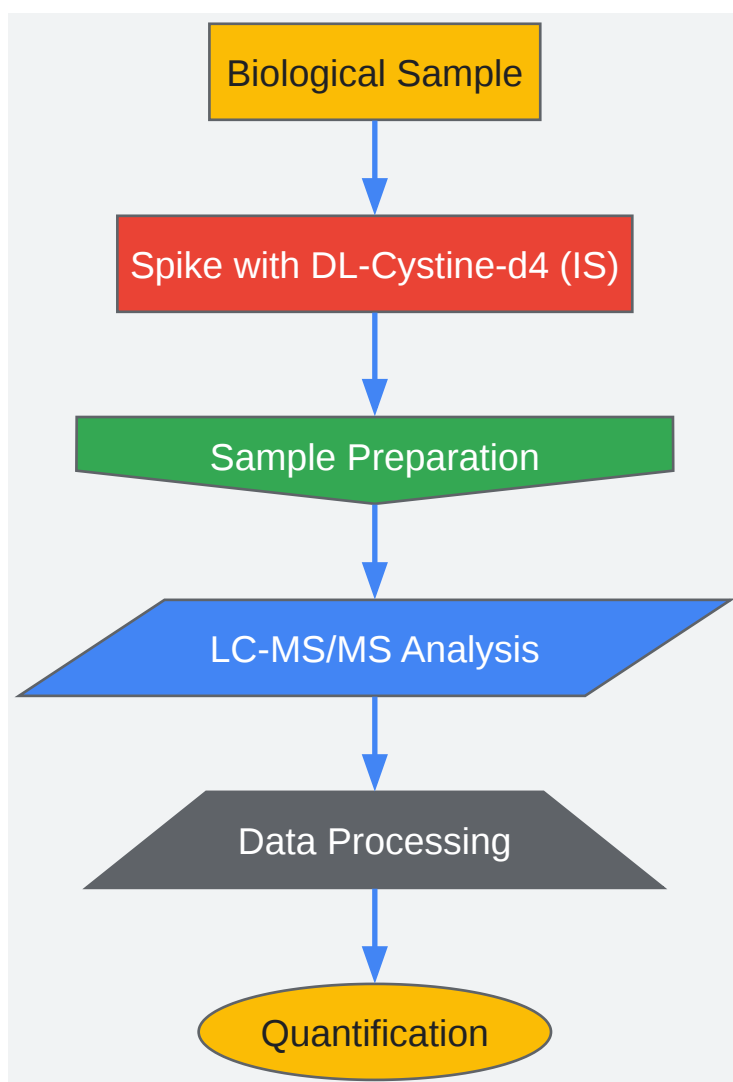 Biological Sample
Spike with DL-Cystine-d4 (IS)
Sample Preparation
LC-MS/MS Analysis
Data Processing
Quantification